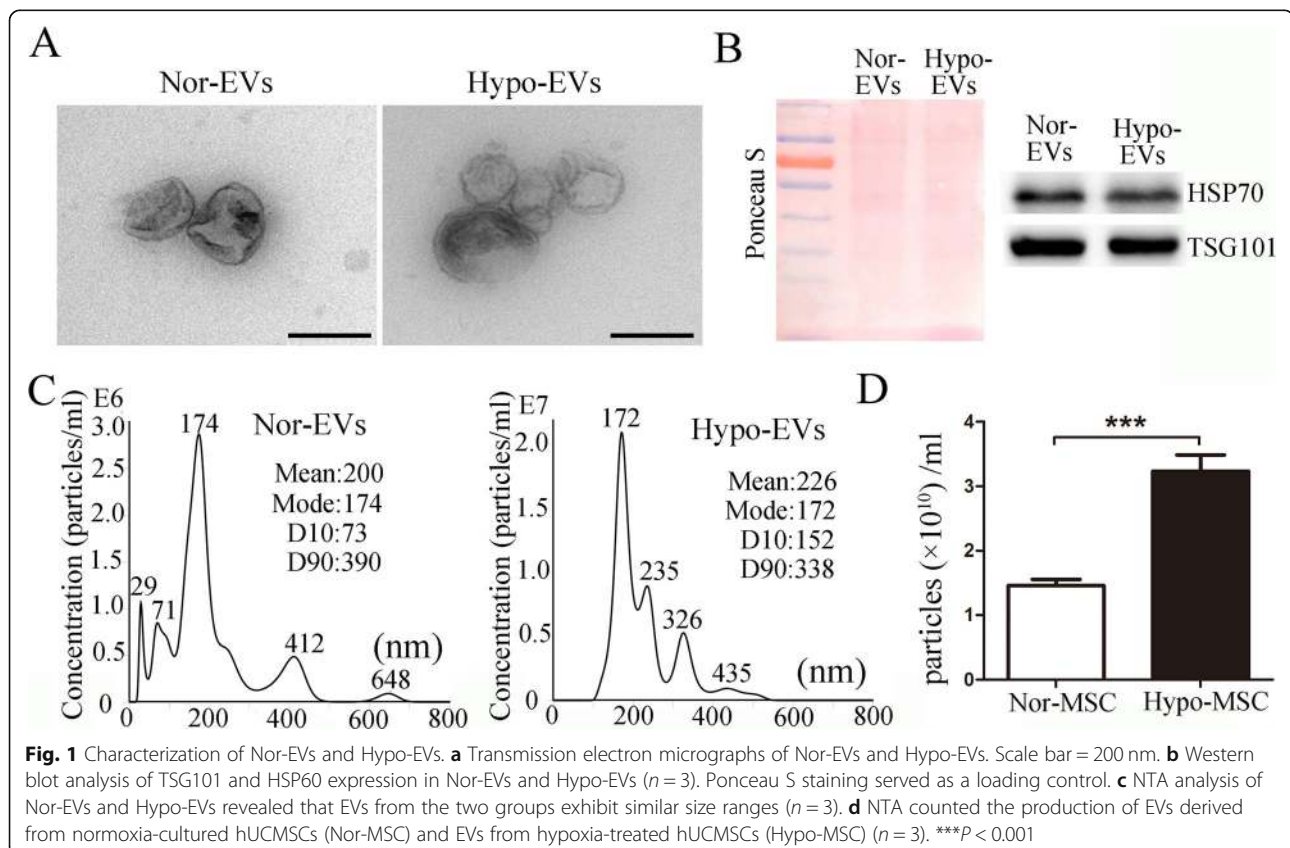 A
Nor-EVs
Hypo-EVs
B
Nor-
EVs
Hypo-
EVs
Ponceau S
Nor-
EVs
Hypo-
EVs
HSP70
TSG101
C
Concentration (particles/ml)
E6
3.0
2.5
2.0
1.5
1.0
0.5
0
29
71
174
412
648
Nor-EVs
Mean:200
Mode:174
D10:73
D90:390
(nm)
0 200 400 600 800
Concentration (particles/ml)
E7
2.0
1.5
1.0
0.5
0
172
235
326
435
Hypo-EVs
Mean:226
Mode:172
D10:152
D90:338
(nm)
0 200 400 600 800
D
particles (×10¹⁰) /ml
4
3
2
1
0
***
Nor-MSC
Hypo-MSC
Fig. 1 Characterization of Nor-EVs and Hypo-EVs. a Transmission electron micrographs of Nor-EVs and Hypo-EVs. Scale bar = 200 nm. b Western
blot analysis of TSG101 and HSP60 expression in Nor-EVs and Hypo-EVs (n = 3). Ponceau S staining served as a loading control. c NTA analysis of
Nor-EVs and Hypo-EVs revealed that EVs from the two groups exhibit similar size ranges (n = 3). d NTA counted the production of EVs derived
from normoxia-cultured hUCMSCs (Nor-MSC) and EVs from hypoxia-treated hUCMSCs (Hypo-MSC) (n = 3). ***P < 0.001